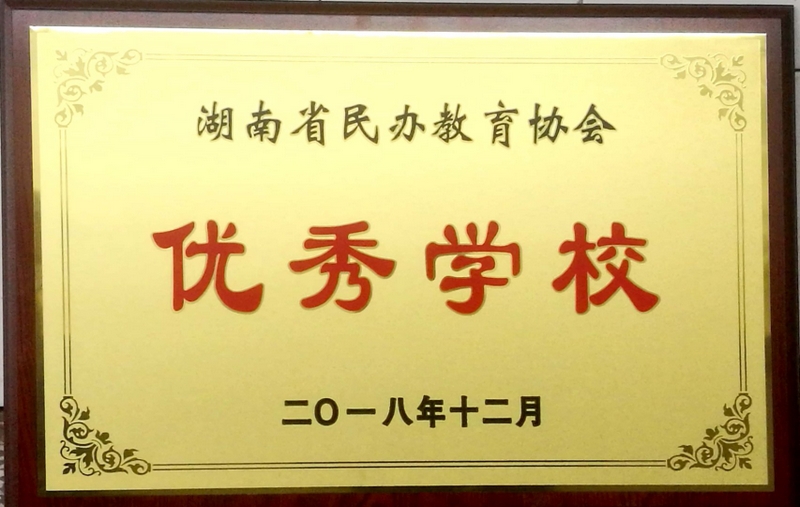 湖南省民办教育协会
优秀学校
二〇一八年十二月